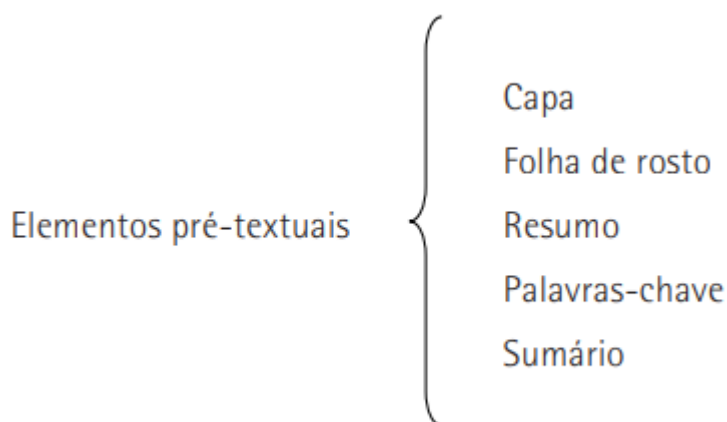 Elementos pré-textuais
Capa
Folha de rosto
Resumo
Palavras-chave
Sumário